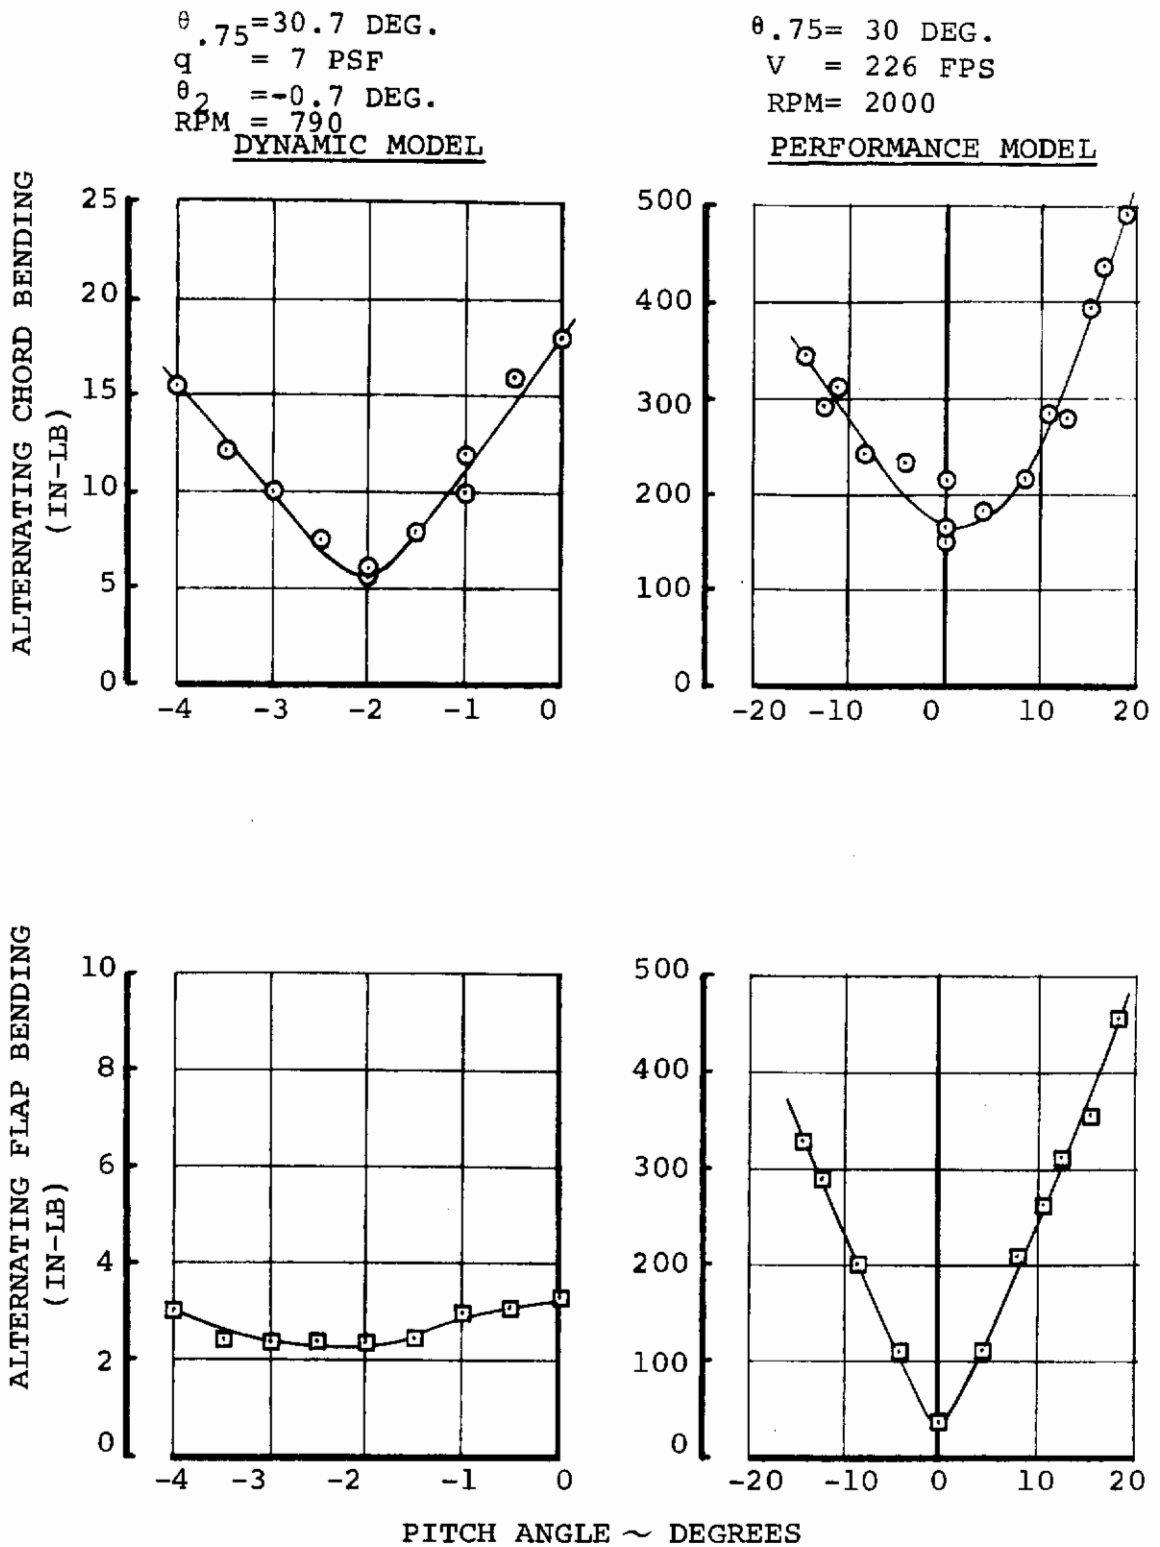 θ.75=30.7 DEG.
q = 7 PSF
θ2 =-0.7 DEG.
RPM = 790
DYNAMIC MODEL
θ.75= 30 DEG.
V = 226 FPS
RPM= 2000
PERFORMANCE MODEL
ALTERNATING CHORD BENDING
(IN-LB)
25
20
15
10
5
0
-4 -3 -2 -1 0
500
400
300
200
100
0
-20 -10 0 10 20
ALTERNATING FLAP BENDING
(IN-LB)
10
8
6
4
2
0
-4 -3 -2 -1 0
500
400
300
200
100
0
-20 -10 0 10 20
PITCH ANGLE ~ DEGREES